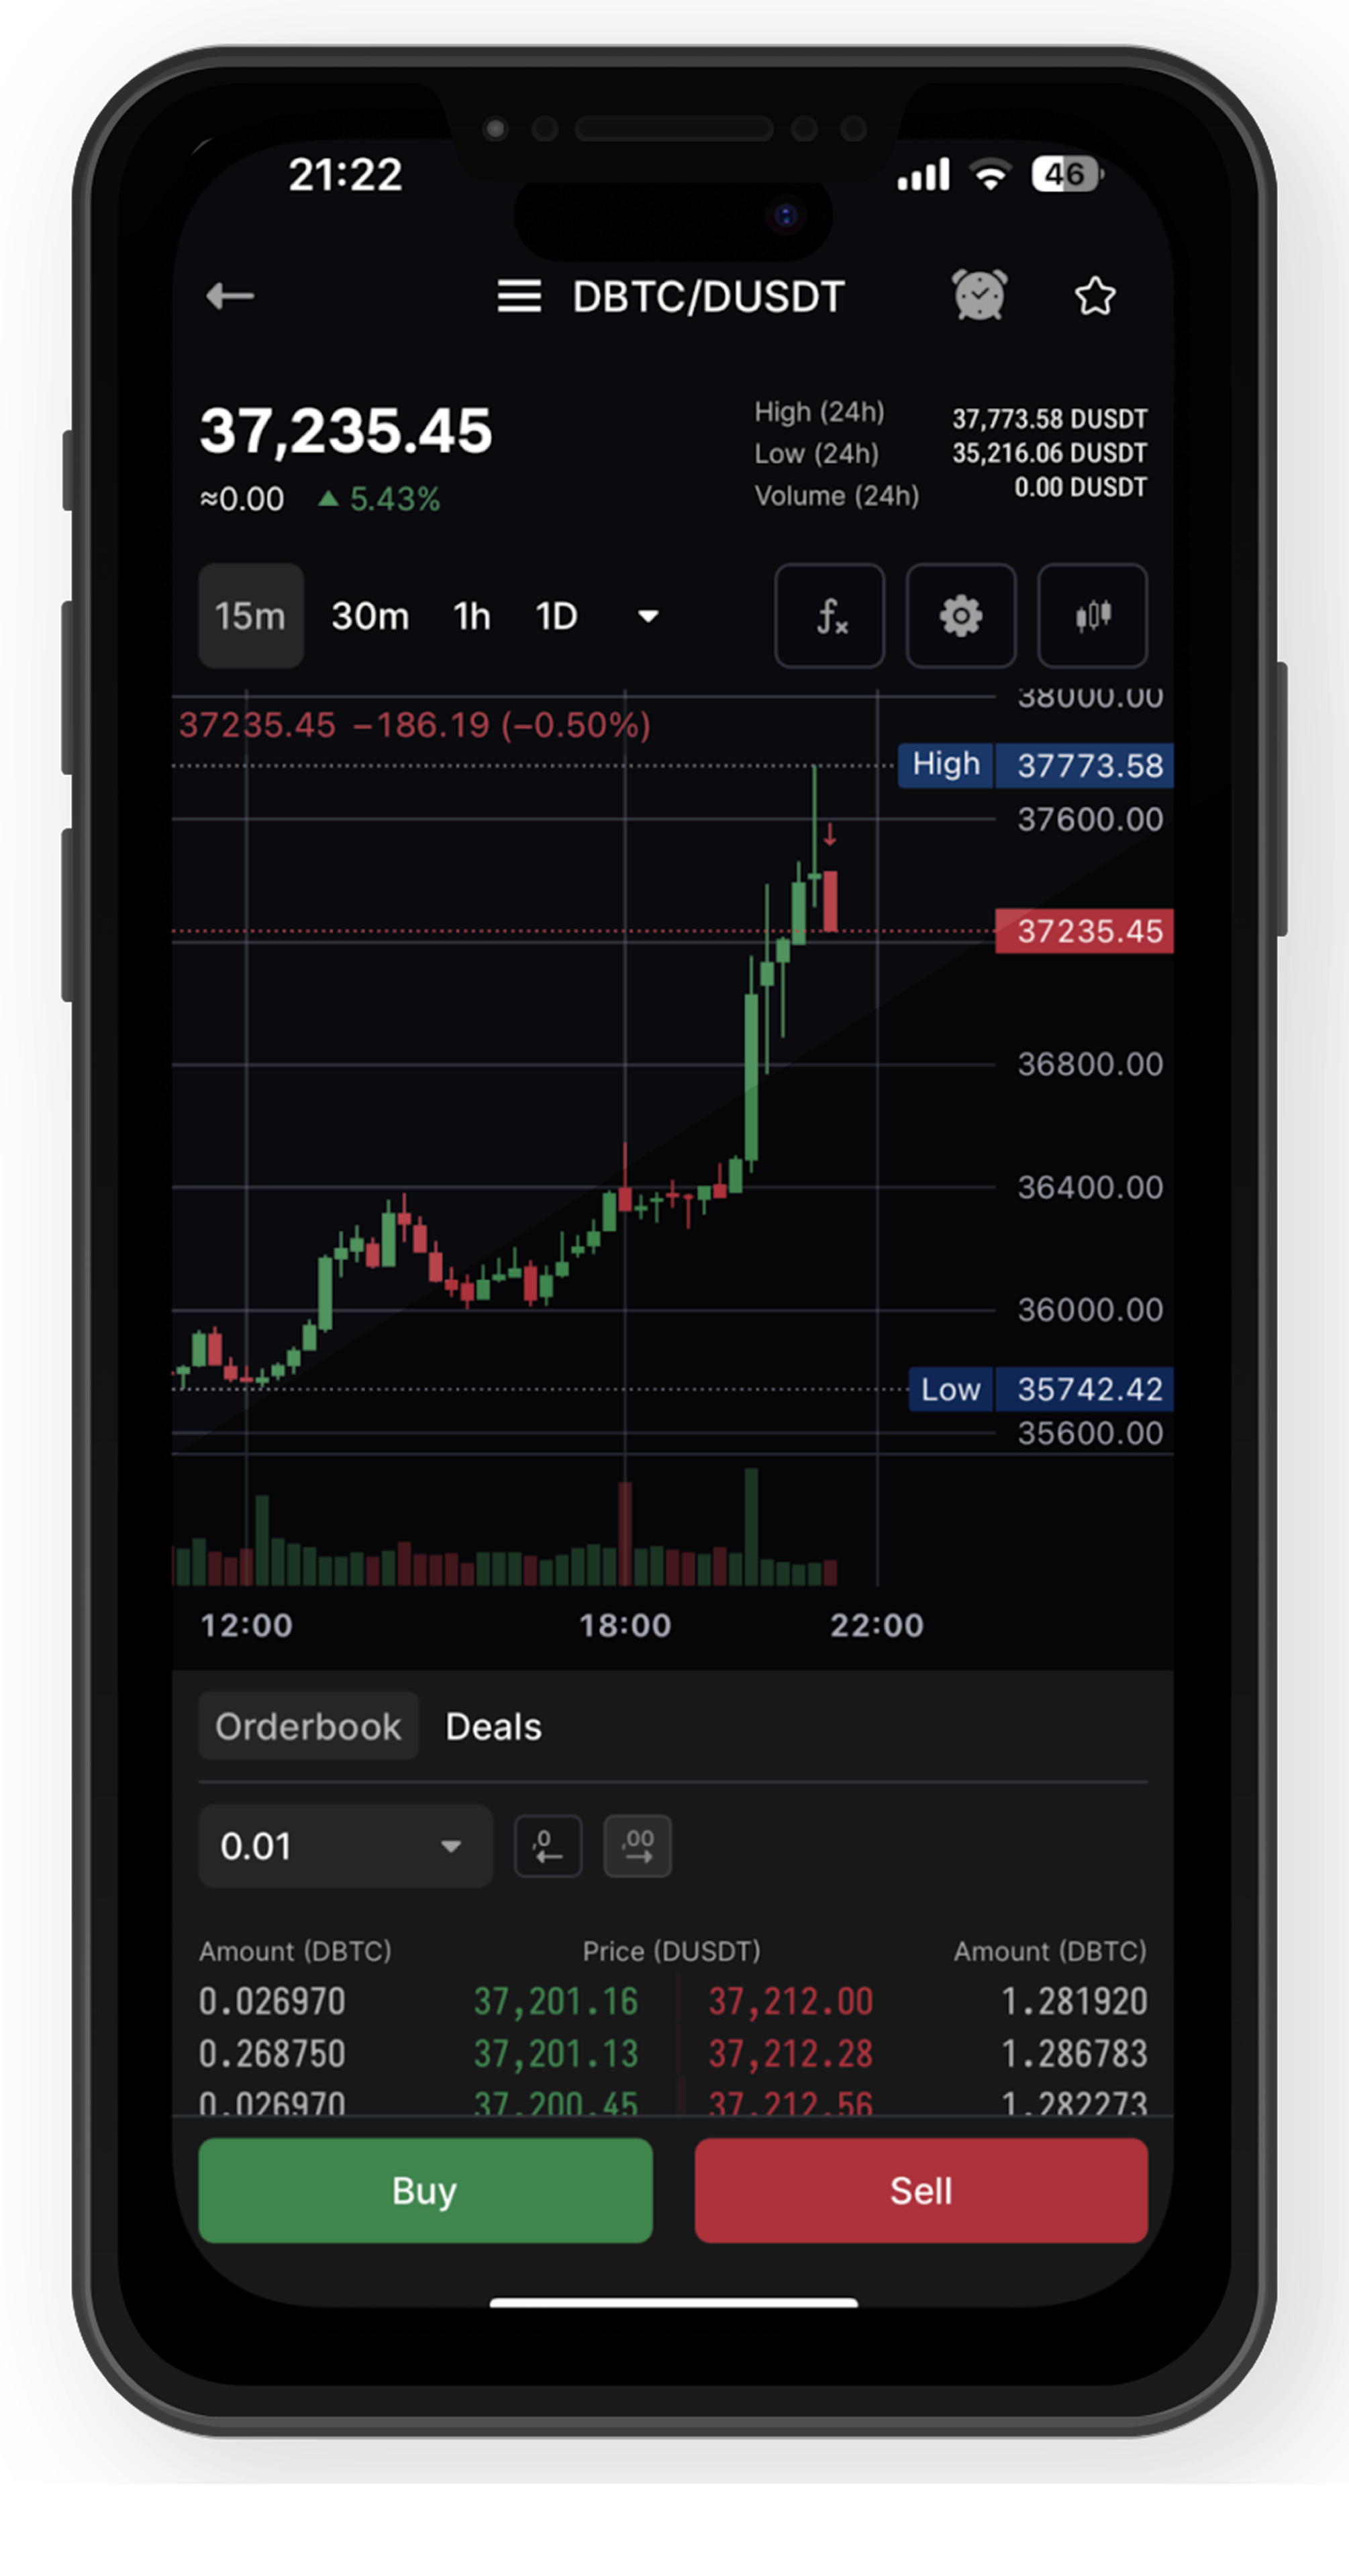 21:22 46
DBTC/DUSDT
37,235.45
≈0.00 ▲ 5.43%
High (24h) 37,773.58 DUSDT
Low (24h) 35,216.06 DUSDT
Volume (24h) 0.00 DUSDT
15m 30m 1h 1D fx
38000.00
37235.45 −186.19 (−0.50%)
High 37773.58
37600.00
37235.45
36800.00
36400.00
36000.00
Low 35742.42
35600.00
12:00 18:00 22:00
Orderbook Deals
0.01 ,0 ,00
Amount (DBTC) Price (DUSDT) Amount (DBTC)
0.026970 37,201.16 37,212.00 1.281920
0.268750 37,201.13 37,212.28 1.286783
0.026970 37,200.45 37,212.56 1.282273
Buy Sell